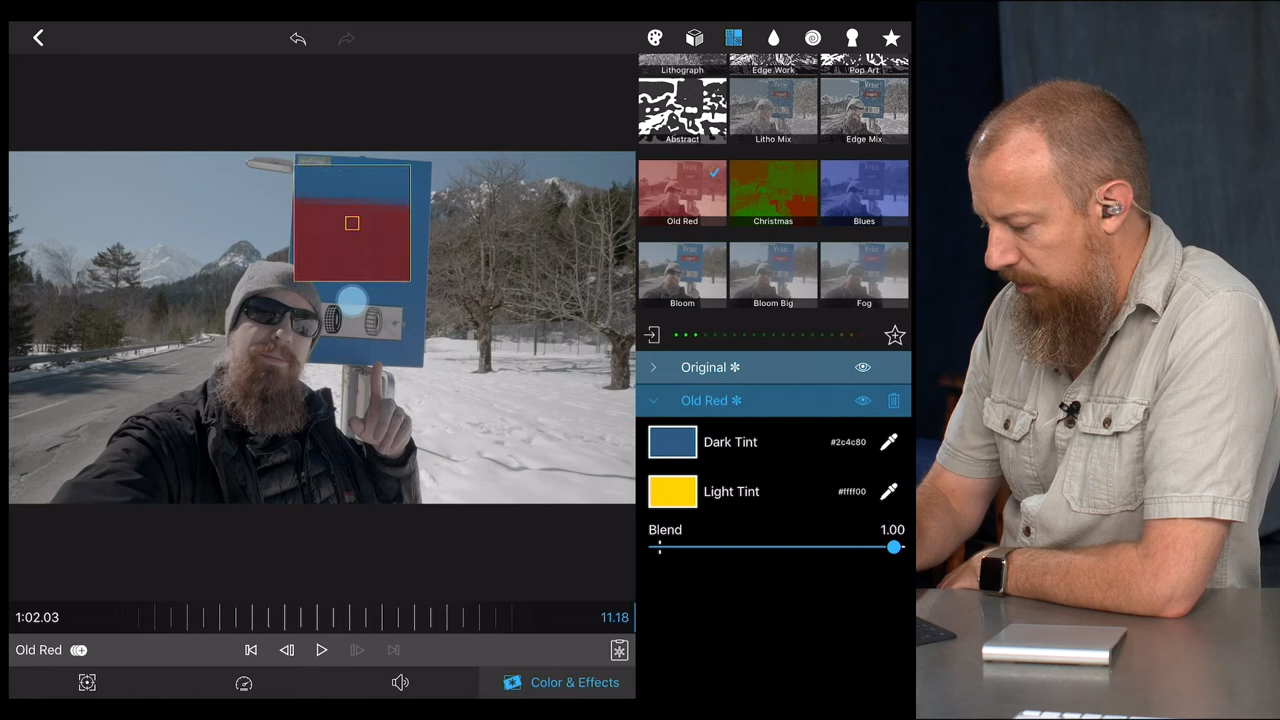 Lithograph
Edge Work
Pop Art
Abstract
Litho Mix
Edge Mix
Old Red
Christmas
Blues
Bloom
Bloom Big
Fog
Original ✻
Old Red ✻
Dark Tint #2c4c80
Light Tint #ffff00
Blend 1.00
1:02.03
11.18
Old Red
Color & Effects